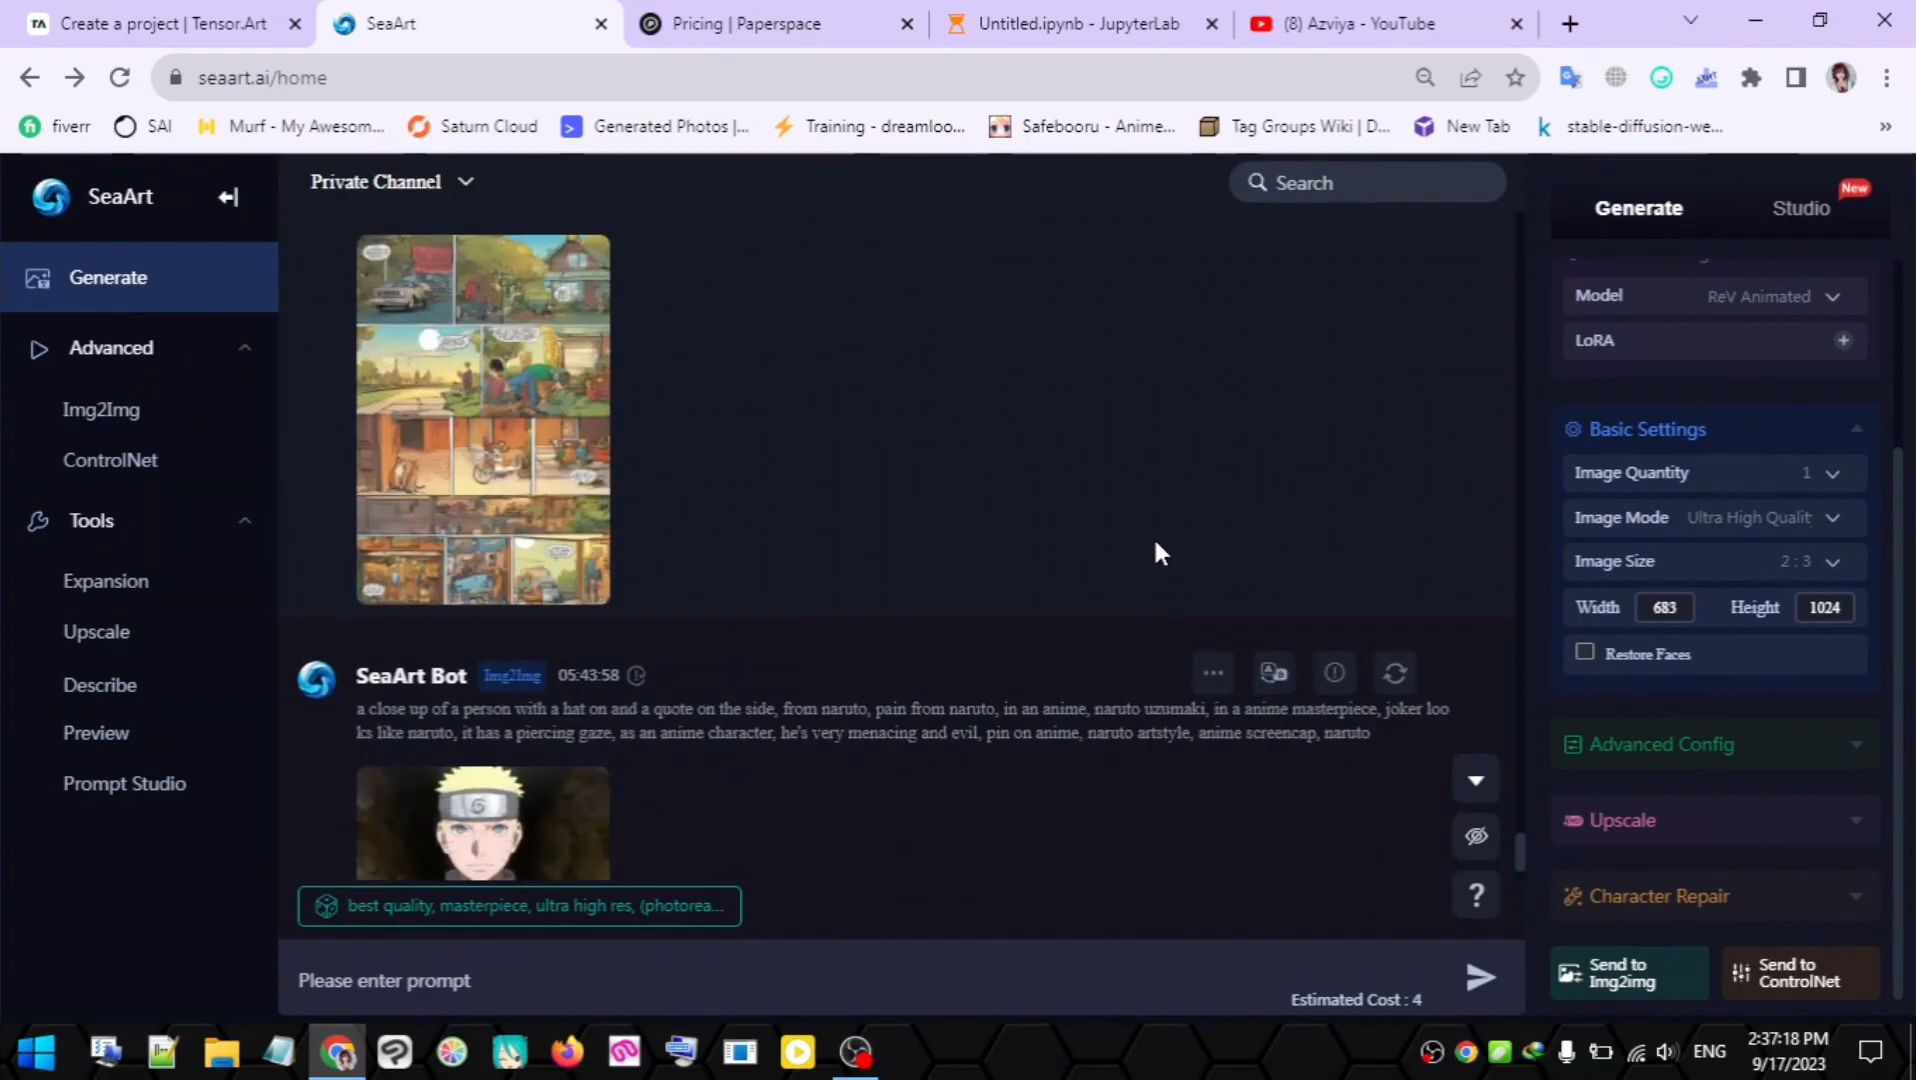 TA Create a project | Tensor.Art
SeaArt
Pricing | Paperspace
Untitled.ipynb - JupyterLab
(8) Azviya - YouTube
seaart.ai/home
fiverr
SAI
Murf - My Awesom...
Saturn Cloud
Generated Photos |...
Training - dreamloo...
Safebooru - Anime...
Tag Groups Wiki | D...
New Tab
stable-diffusion-we...
SeaArt
Private Channel
Search
Generate
Studio
New
Generate
Advanced
Img2Img
ControlNet
Tools
Expansion
Upscale
Describe
Preview
Prompt Studio
Model ReV Animated
LoRA
Basic Settings
Image Quantity 1
Image Mode Ultra High Qualit
Image Size 2 : 3
Width 683 Height 1024
Restore Faces
Advanced Config
Upscale
Character Repair
Send to
Img2img
Send to
ControlNet
SeaArt Bot Img2Img 05:43:58
a close up of a person with a hat on and a quote on the side, from naruto, pain from naruto, in an anime, naruto uzumaki, in a anime masterpiece, joker loo
ks like naruto, it has a piercing gaze, as an anime character, he's very menacing and evil, pin on anime, naruto artstyle, anime screencap, naruto
best quality, masterpiece, ultra high res, (photorea...
Please enter prompt
Estimated Cost : 4
ENG
2:37:18 PM
9/17/2023